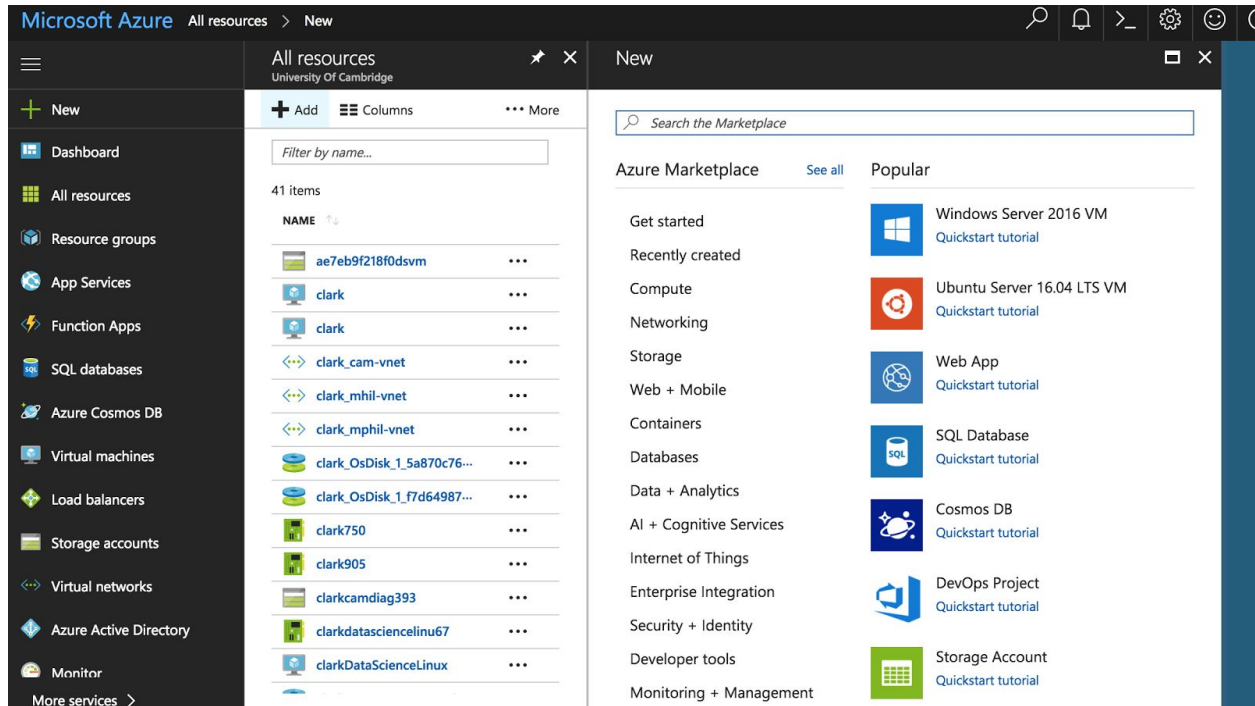 Microsoft Azure All resources > New
All resources
University Of Cambridge
New
New
Dashboard
All resources
Resource groups
App Services
Function Apps
SQL databases
Azure Cosmos DB
Virtual machines
Load balancers
Storage accounts
Virtual networks
Azure Active Directory
Monitor
More services >
Add Columns ••• More
Filter by name...
41 items
NAME
ae7eb9f218f0dsvm •••
clark •••
clark •••
clark_cam-vnet •••
clark_mhil-vnet •••
clark_mphil-vnet •••
clark_OsDisk_1_5a870c76... •••
clark_OsDisk_1_f7d64987... •••
clark750 •••
clark905 •••
clarkcamdiag393 •••
clarkdatasciencelinu67 •••
clarkDataScienceLinux •••
Search the Marketplace
Azure Marketplace See all
Get started
Recently created
Compute
Networking
Storage
Web + Mobile
Containers
Databases
Data + Analytics
AI + Cognitive Services
Internet of Things
Enterprise Integration
Security + Identity
Developer tools
Monitoring + Management
Popular
Windows Server 2016 VM
Quickstart tutorial
Ubuntu Server 16.04 LTS VM
Quickstart tutorial
Web App
Quickstart tutorial
SQL
SQL Database
Quickstart tutorial
Cosmos DB
Quickstart tutorial
DevOps Project
Quickstart tutorial
Storage Account
Quickstart tutorial